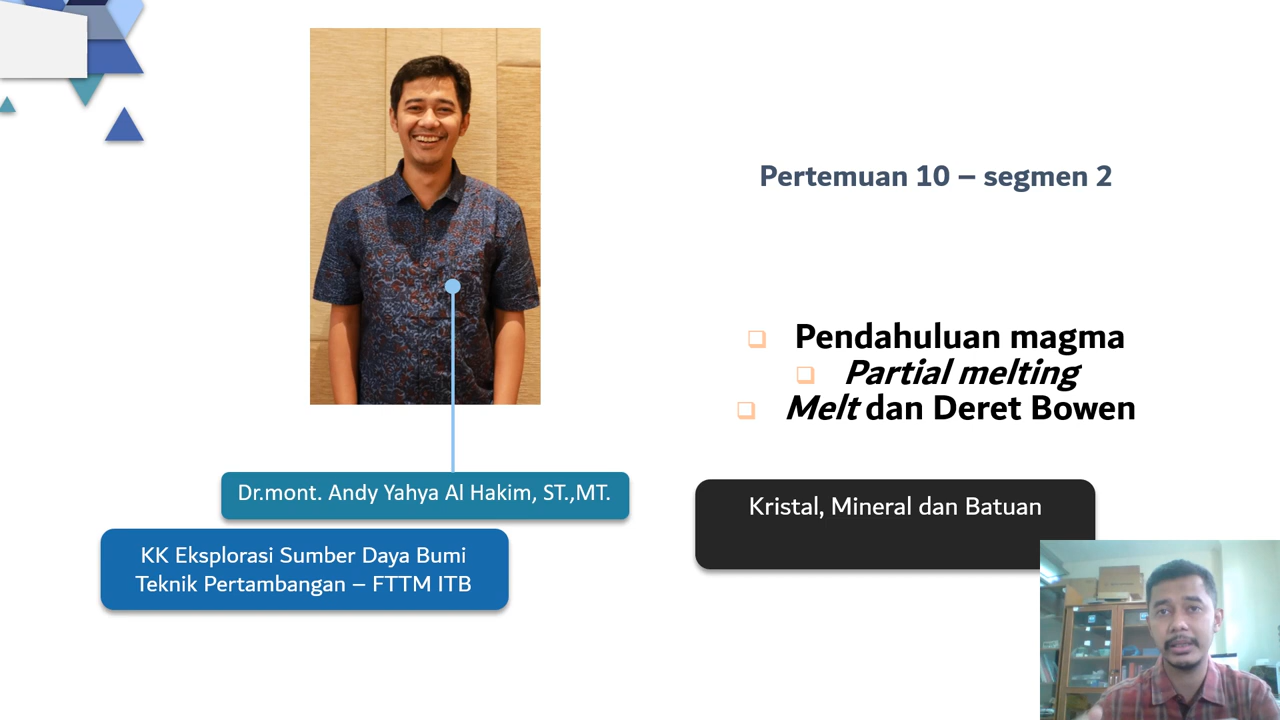 Pertemuan 10 – segmen 2
Pendahuluan magma
Partial melting
Melt dan Deret Bowen
Dr.mont. Andy Yahya Al Hakim, ST.,MT.
KK Eksplorasi Sumber Daya Bumi
Teknik Pertambangan – FTTM ITB
Kristal, Mineral dan Batuan